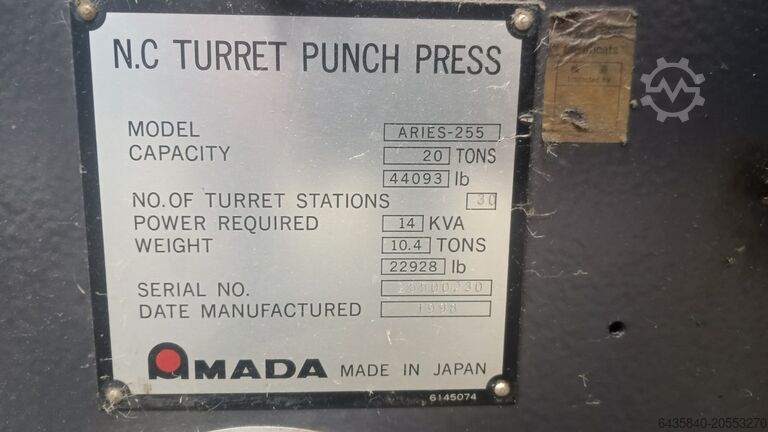 N.C TURRET PUNCH PRESS
MODEL ARIES-255
CAPACITY 20 TONS
44093 lb
NO.OF TURRET STATIONS 30
POWER REQUIRED 14 KVA
WEIGHT 10.4 TONS
22928 lb
SERIAL NO.
DATE MANUFACTURED 1998
AMADA MADE IN JAPAN
6145074
6435840-20553270